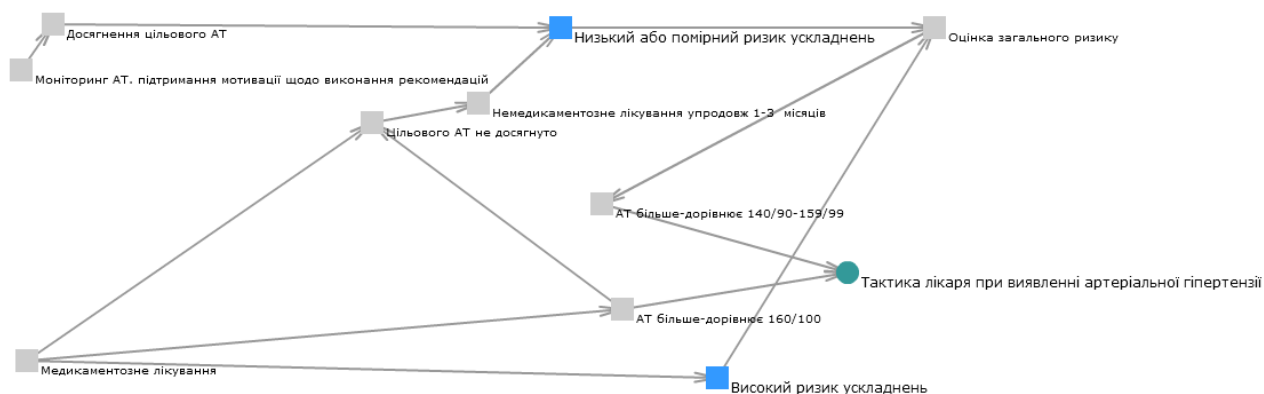 Досягнення цільового АТ
Низький або помірний ризик ускладнень
Оцінка загального ризику
Моніторинг АТ. підтримання мотивації щодо виконання рекомендацій
Немедикаментозне лікування упродовж 1-3 місяців
Цільового АТ не досягнуто
АТ більше-дорівнює 140/90-159/99
Тактика лікаря при виявленні артеріальної гіпертензії
АТ більше-дорівнює 160/100
Медикаментозне лікування
Високий ризик ускладнень